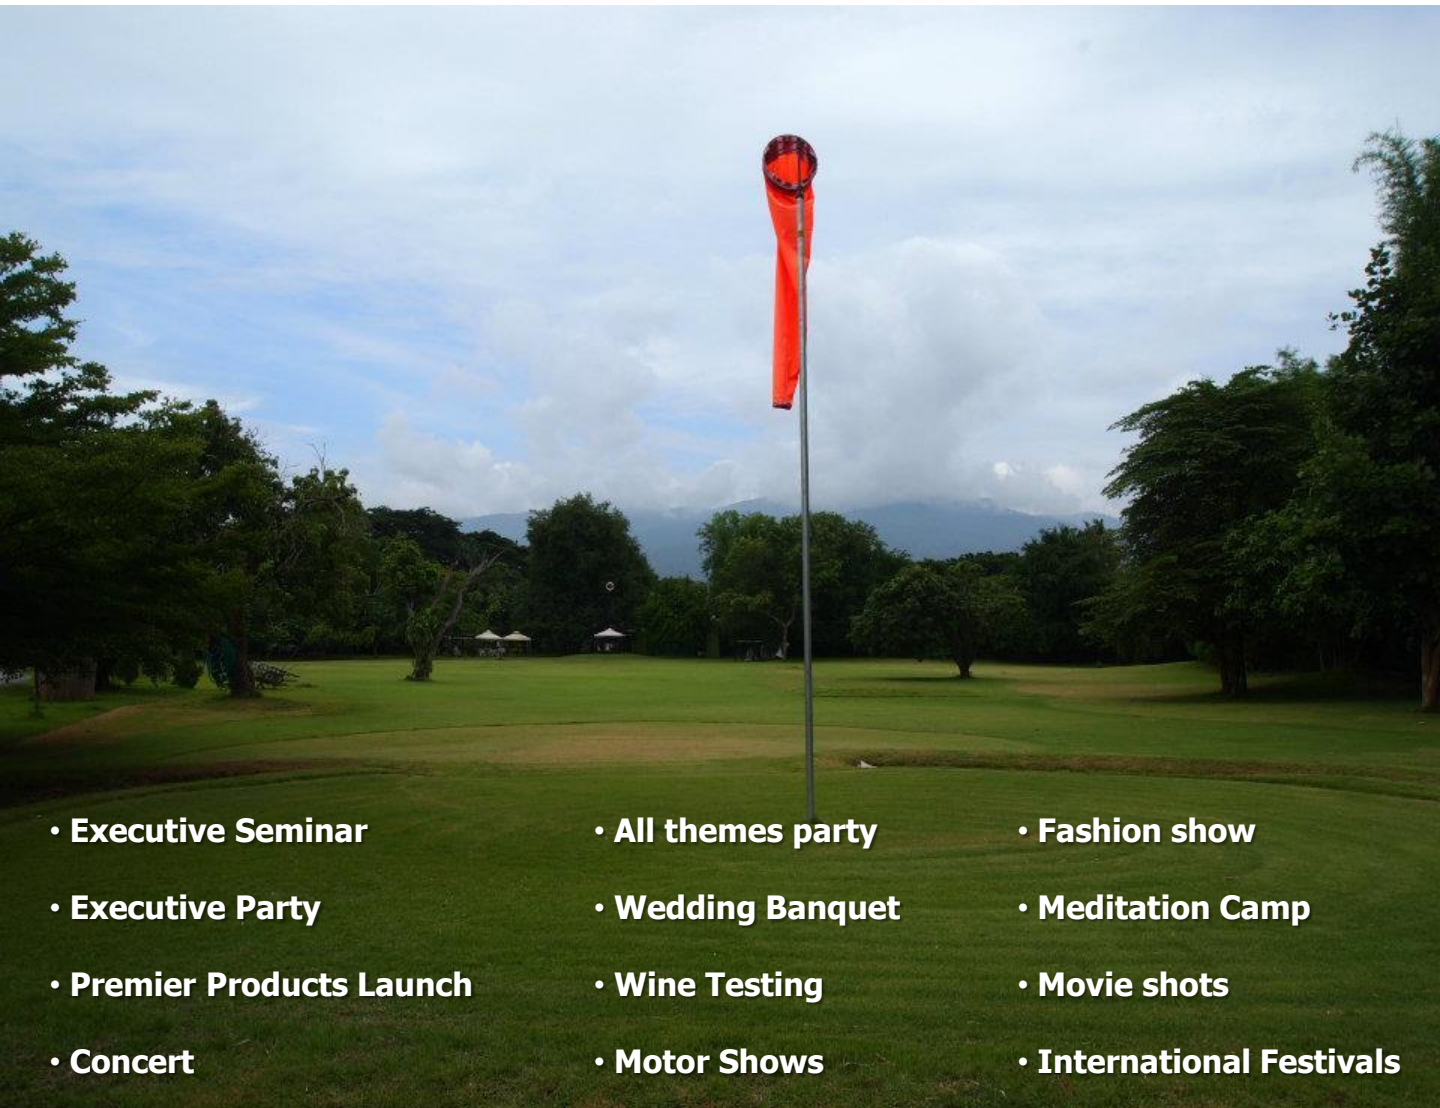 • Executive Seminar
• Executive Party
• Premier Products Launch
• Concert
• All themes party
• Wedding Banquet
• Wine Testing
• Motor Shows
• Fashion show
• Meditation Camp
• Movie shots
• International Festivals